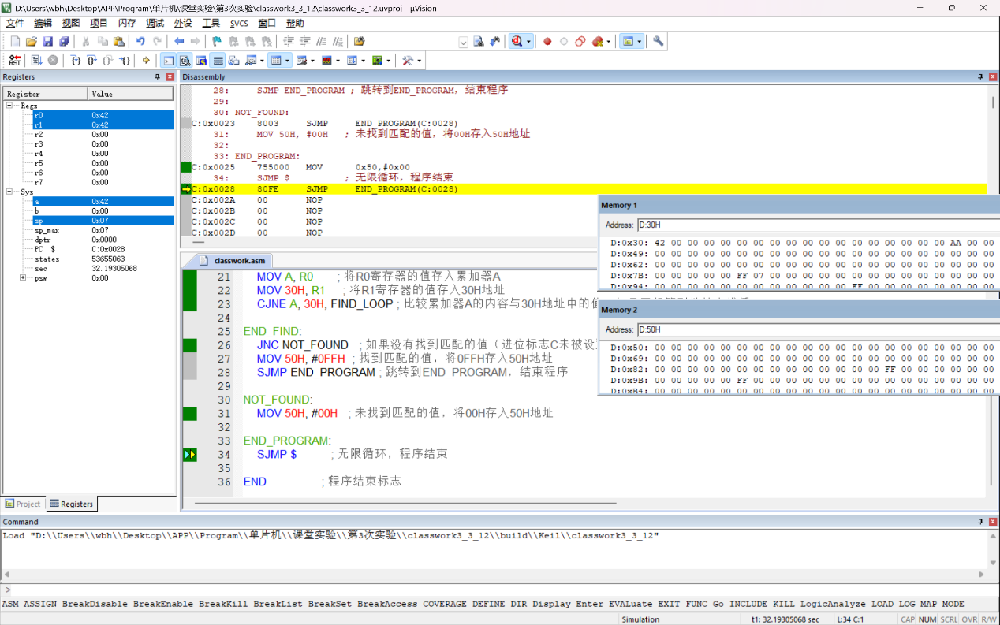 D:\Users\wbh\Desktop\APP\Program\单片机\课堂实验\第3次实验\classwork3_3_12\classwork3_3_12.uvproj - µVision
文件 编辑 视图 项目 闪存 调试 外设 工具 SVCS 窗口 帮助
Registers
Register Value
Regs
r0 0x42
r1 0x42
r2 0x00
r3 0x00
r4 0x00
r5 0x00
r6 0x00
r7 0x00
Sys
a 0x42
b 0x00
sp 0x07
sp_max 0x07
dptr 0x0000
PC $ C:0x0028
states 53655063
sec 32.19305068
psw 0x00
Project Registers
Disassembly
28: SJMP END_PROGRAM ; 跳转到END_PROGRAM，结束程序
29:
30: NOT_FOUND:
C:0x0023 8003 SJMP END_PROGRAM(C:0028)
31: MOV 50H, #00H ; 未找到匹配的值，将00H存入50H地址
32:
33: END_PROGRAM:
C:0x0025 755000 MOV 0x50,#0x00
34: SJMP $ ; 无限循环，程序结束
C:0x0028 80FE SJMP END_PROGRAM(C:0028)
C:0x002A 00 NOP
C:0x002B 00 NOP
C:0x002C 00 NOP
C:0x002D 00 NOP
classwork.asm
21 MOV A, R0 ; 将R0寄存器的值存入累加器A
22 MOV 30H, R1 ; 将R1寄存器的值存入30H地址
23 CJNE A, 30H, FIND_LOOP ; 比较累加器A的内容与30H地址中的值
24
25 END_FIND:
26 JNC NOT_FOUND ; 如果没有找到匹配的值（进位标志C未被设
27 MOV 50H, #0FFH ; 找到匹配的值，将0FFH存入50H地址
28 SJMP END_PROGRAM ; 跳转到END_PROGRAM，结束程序
29
30 NOT_FOUND:
31 MOV 50H, #00H ; 未找到匹配的值，将00H存入50H地址
32
33 END_PROGRAM:
34 SJMP $ ; 无限循环，程序结束
35
36 END ; 程序结束标志
Memory 1
Address: D:30H
D:0x30: 42 00 00 00 00 00 00 00 00 00 00 00 00 00 00 00 00 00 AA 00 00
D:0x49: 00 00 00 00 00 00 00 00 00 00 00 00 00 00 00 00 00 00 00 00 00
D:0x62: 00 00 00 00 00 00 00 00 00 00 00 00 00 00 00 00 00 00 00 00 00
D:0x7B: 00 00 00 00 00 FF 07 00 00 00 00 00 00 00 00 00 00 00 00 00 00
D:0x94: 00 00 00 00 00 00 00 00 00 00 00 00 FF 00 00 00 00 00 00 00 00
Memory 2
Address: D:50H
D:0x50: 00 00 00 00 00 00 00 00 00 00 00 00 00 00 00 00 00 00 00 00 00
D:0x69: 00 00 00 00 00 00 00 00 00 00 00 00 00 00 00 00 00 00 00 00 00
D:0x82: 00 00 00 00 00 00 00 00 00 00 00 00 00 00 FF 00 00 00 00 00 00
D:0x9B: 00 00 00 00 00 FF 00 00 00 00 00 00 00 00 00 00 00 00 00 00 00
D:0xB4: 00 00 00 00 00 00 00 00 00 00 00 00 00 00 00 00 00 00 00 00 00
Command
Load "D:\\Users\\wbh\\Desktop\\APP\\Program\\单片机\\课堂实验\\第3次实验\\classwork3_3_12\\build\\Keil\\classwork3_3_12"
>
ASM ASSIGN BreakDisable BreakEnable BreakKill BreakList BreakSet BreakAccess COVERAGE DEFINE DIR Display Enter EVALuate EXIT FUNC Go INCLUDE KILL LogicAnalyze LOAD LOG MAP MODE
Simulation t1: 32.19305068 sec L:34 C:1 CAP NUM SCRL OVR R/W